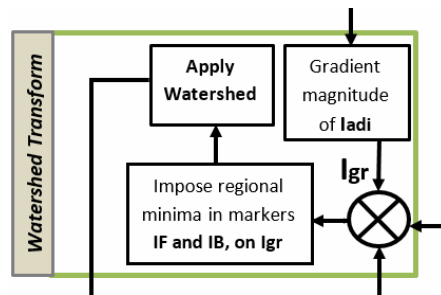 Watershed Transform
Apply
Watershed
Gradient
magnitude
of Iadi
Igr
Impose regional
minima in markers
IF and IB, on Igr